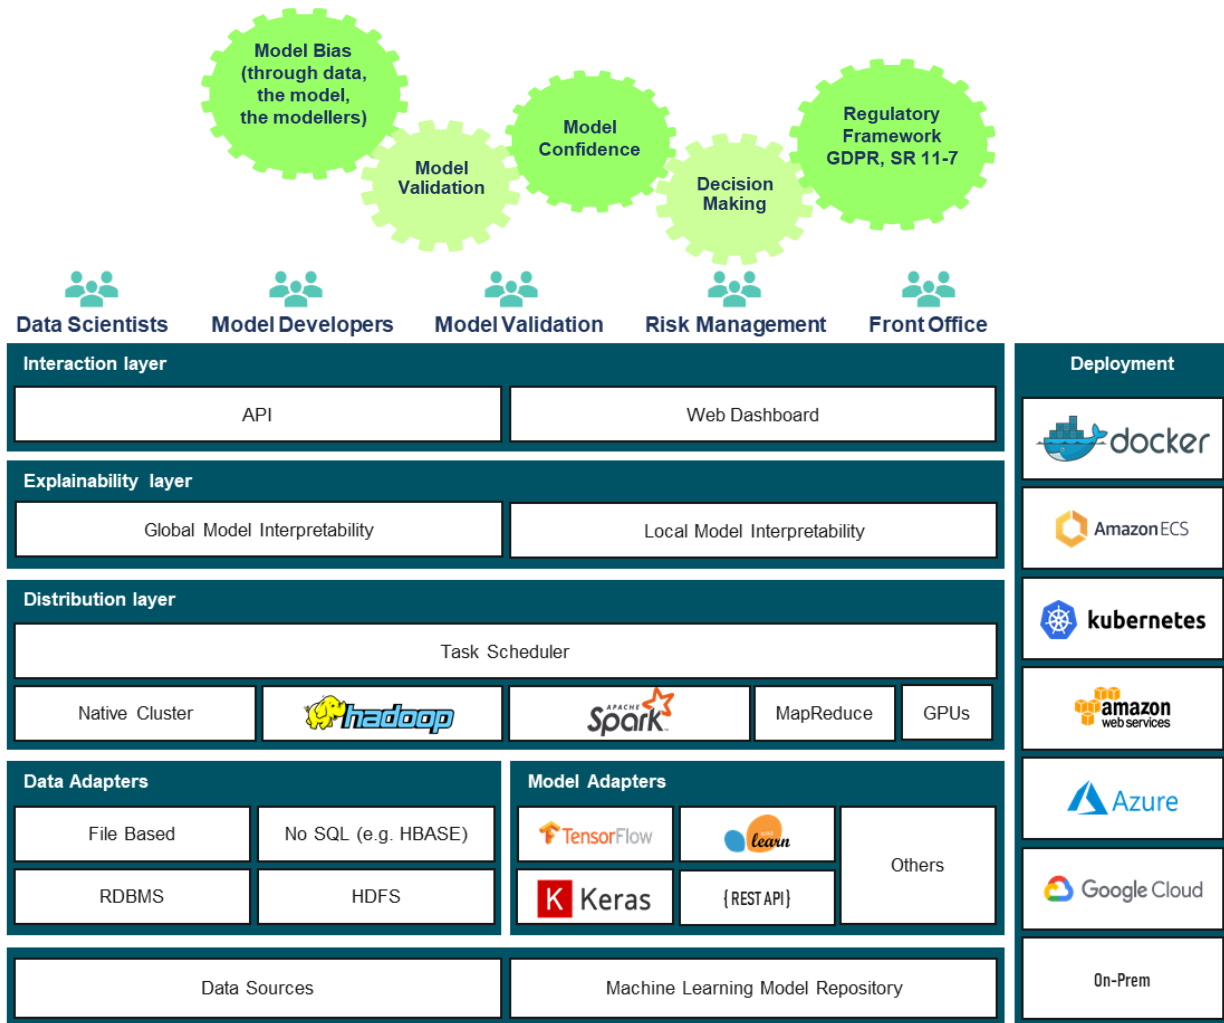 Model Bias
(through data,
the model,
the modellers)
Model
Validation
Model
Confidence
Decision
Making
Regulatory
Framework
GDPR, SR 11-7
Data Scientists
Model Developers
Model Validation
Risk Management
Front Office
Interaction layer
API
Web Dashboard
Explainability layer
Global Model Interpretability
Local Model Interpretability
Distribution layer
Task Scheduler
Native Cluster
hadoop
APACHE
Spark
MapReduce
GPUs
Data Adapters
File Based
No SQL (e.g. HBASE)
RDBMS
HDFS
Model Adapters
TensorFlow
learn
K Keras
{REST API}
Others
Data Sources
Machine Learning Model Repository
Deployment
docker
Amazon ECS
kubernetes
amazon
web services
Azure
Google Cloud
On-Prem